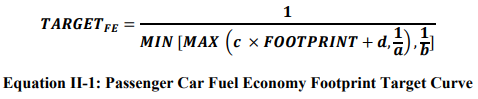 TARGET_FE = 1 / MIN [MAX (c × FOOTPRINT + d, 1/a), 1/b]
Equation II-1: Passenger Car Fuel Economy Footprint Target Curve